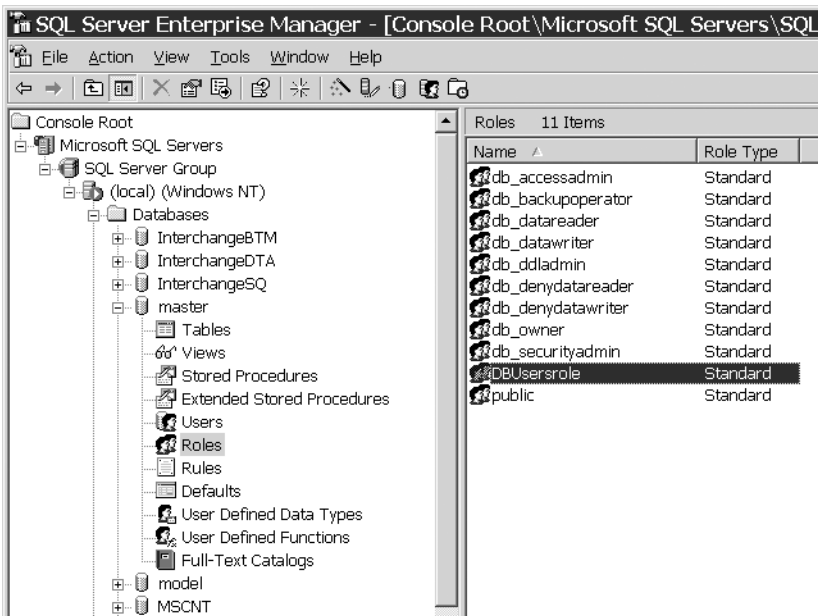 SQL Server Enterprise Manager - [Console Root\Microsoft SQL Servers\SQL
File Action View Tools Window Help
Console Root
Microsoft SQL Servers
SQL Server Group
(local) (Windows NT)
Databases
InterchangeBTM
InterchangeDTA
InterchangeSQ
master
Tables
Views
Stored Procedures
Extended Stored Procedures
Users
Roles
Rules
Defaults
User Defined Data Types
User Defined Functions
Full-Text Catalogs
model
MSCNT
Roles 11 Items
Name Role Type
db_accessadmin Standard
db_backupoperator Standard
db_datareader Standard
db_datawriter Standard
db_ddladmin Standard
db_denydatareader Standard
db_denydatawriter Standard
db_owner Standard
db_securityadmin Standard
DBUsersrole Standard
public Standard